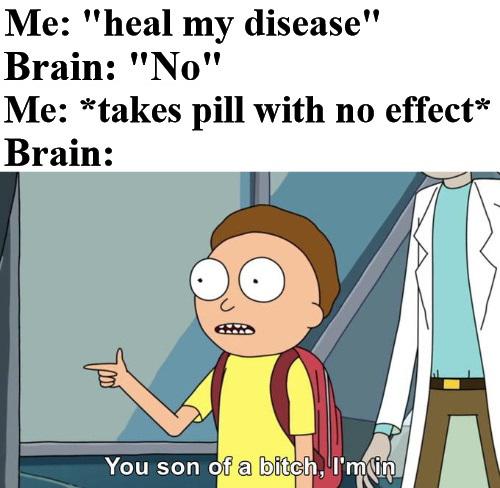 Me: "heal my disease"
Brain: "No"
Me: *takes pill with no effect*
Brain:
You son of a bitch, I'm in